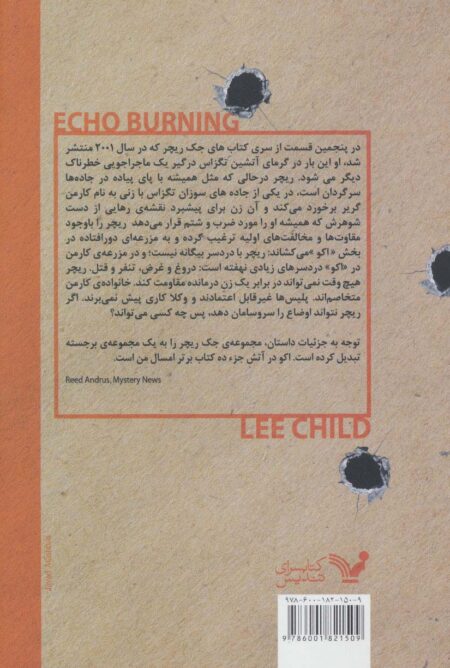 ECHO BURNING
در پنجمین قسمت از سری کتاب های جک ریچر که در سال ۲۰۰۱ منتشر
شد، او این بار در گرمای آتشین تگزاس درگیر یک ماجراجویی خطرناک
دیگر می شود. ریچر درحالی که مثل همیشه با پای پیاده در جاده‌ها
سرگردان است، در یکی از جاده های سوزان تگزاس با زنی به نام کارمن
گریر برخورد می‌کند و آن زن برای پیشبرد نقشه‌ی رهایی از دست
شوهرش که همیشه او را مورد ضرب و شتم قرار می‌دهد ریچر را باوجود
مقاومت‌ها و مخالفت‌های اولیه ترغیب کرده و به مزرعه‌ای دورافتاده در
بخش «اکو» می‌کشاند: ریچر با دردسر بیگانه نیست؛ و در مزرعه‌ی کارمن
در «اکو» دردسرهای زیادی نهفته است: دروغ و غرض، تنفر و قتل. ریچر
هیچ وقت نمی‌تواند در برابر یک زن درمانده مقاومت کند. خانواده‌ی کارمن
متخاصم‌اند. پلیس‌ها غیرقابل اعتمادند و وکلا کاری پیش نمی‌برند. اگر
ریچر نتواند اوضاع را سروسامان دهد، پس چه کسی می‌تواند؟
توجه به جزئیات داستان، مجموعه‌ی جک ریچر را به یک مجموعه‌ی برجسته
تبدیل کرده است. اکو در آتش جزء ده کتاب برتر امسال من است.
Reed Andrus, Mystery News
LEE CHILD
کتابسرای
تندیس
۹۷۸-۶۰۰-۱۸۲-۱۵۰-۹
9 786001 821509